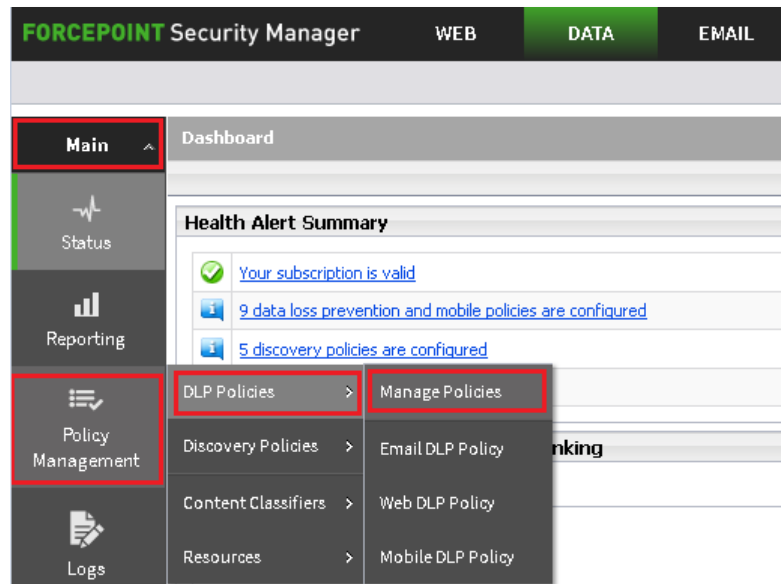 FORCEPOINT Security Manager WEB DATA EMAIL
Main
Dashboard
Status
Health Alert Summary
Your subscription is valid
9 data loss prevention and mobile policies are configured
5 discovery policies are configured
Reporting
DLP Policies > Manage Policies
Policy Management
Discovery Policies > Email DLP Policy
nking
Content Classifiers > Web DLP Policy
Resources > Mobile DLP Policy
Logs